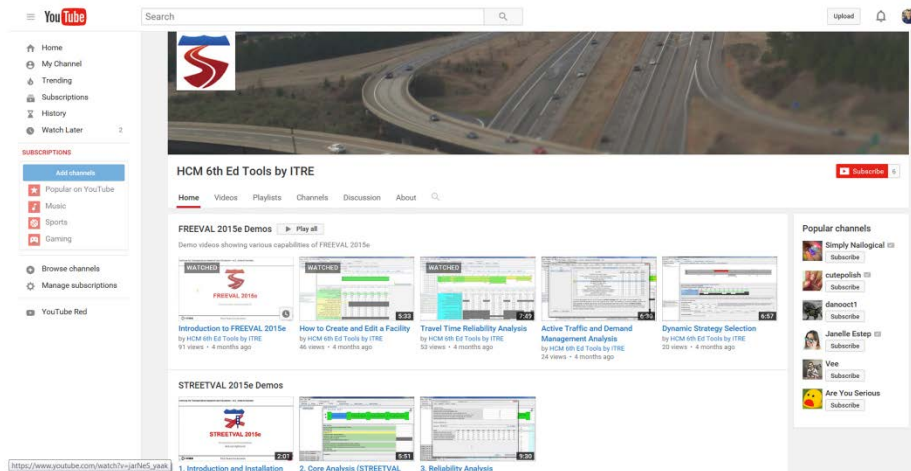 YouTube
Search
Upload
Home
My Channel
Trending
Subscriptions
History
Watch Later 2
SUBSCRIPTIONS
Add channels
Popular on YouTube
Music
Sports
Gaming
Browse channels
Manage subscriptions
YouTube Red
HCM 6th Ed Tools by ITRE
Subscribe 6
Home Videos Playlists Channels Discussion About
FREEVAL 2015e Demos Play all
Demo videos showing various capabilities of FREEVAL 2015e
WATCHED
FREEVAL 2015e
Introduction to FREEVAL 2015e
by HCM 6th Ed Tools by ITRE
91 views • 4 months ago
WATCHED
5:33
How to Create and Edit a Facility
by HCM 6th Ed Tools by ITRE
46 views • 4 months ago
WATCHED
7:49
Travel Time Reliability Analysis
by HCM 6th Ed Tools by ITRE
53 views • 4 months ago
Active Traffic and Demand
Management Analysis
by HCM 6th Ed Tools by ITRE
24 views • 4 months ago
6:57
Dynamic Strategy Selection
by HCM 6th Ed Tools by ITRE
20 views • 4 months ago
STREETVAL 2015e Demos
STREETVAL 2015e
2:01
1. Introduction and Installation
5:51
2. Core Analysis (STREETVAL
9:30
3. Reliability Analysis
Popular channels
Simply Nailogical
Subscribe
cutepolish
Subscribe
danooct1
Subscribe
Janelle Estep
Subscribe
Vee
Subscribe
Are You Serious
Subscribe
https://www.youtube.com/watch?v=jarNeS_yaak